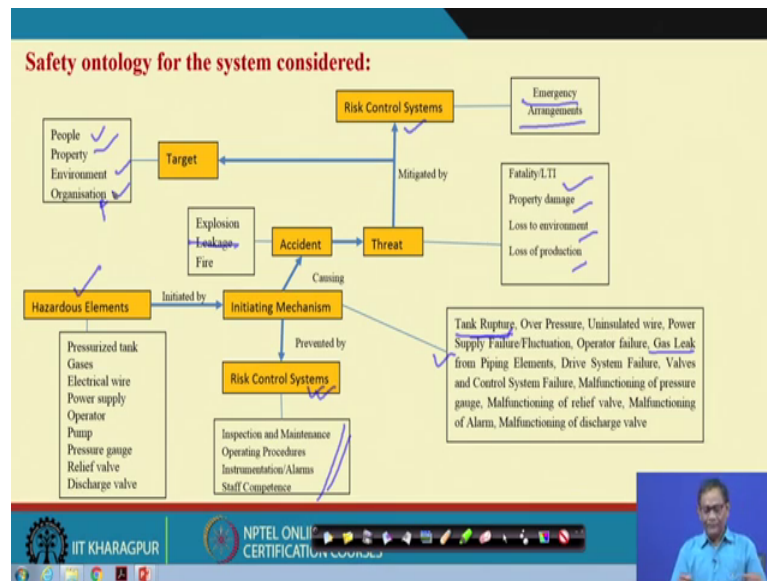 Safety ontology for the system considered:
Risk Control Systems
Emergency
Arrangements
People
Property
Environment
Organisation
Target
Mitigated by
Fatality/LTI
Property damage
Loss to environment
Loss of production
Explosion
Leakage
Fire
Accident
Threat
Causing
Hazardous Elements
Initiated by
Initiating Mechanism
Prevented by
Tank Rupture, Over Pressure, Uninsulated wire, Power
Supply Failure/Fluctuation, Operator failure, Gas Leak
from Piping Elements, Drive System Failure, Valves
and Control System Failure, Malfunctioning of pressure
gauge, Malfunctioning of relief valve, Malfunctioning
of Alarm, Malfunctioning of discharge valve
Pressurized tank
Gases
Electrical wire
Power supply
Operator
Pump
Pressure gauge
Relief valve
Discharge valve
Risk Control Systems
Inspection and Maintenance
Operating Procedures
Instrumentation/Alarms
Staff Competence
IIT KHARAGPUR
NPTEL
CERTIFICATION